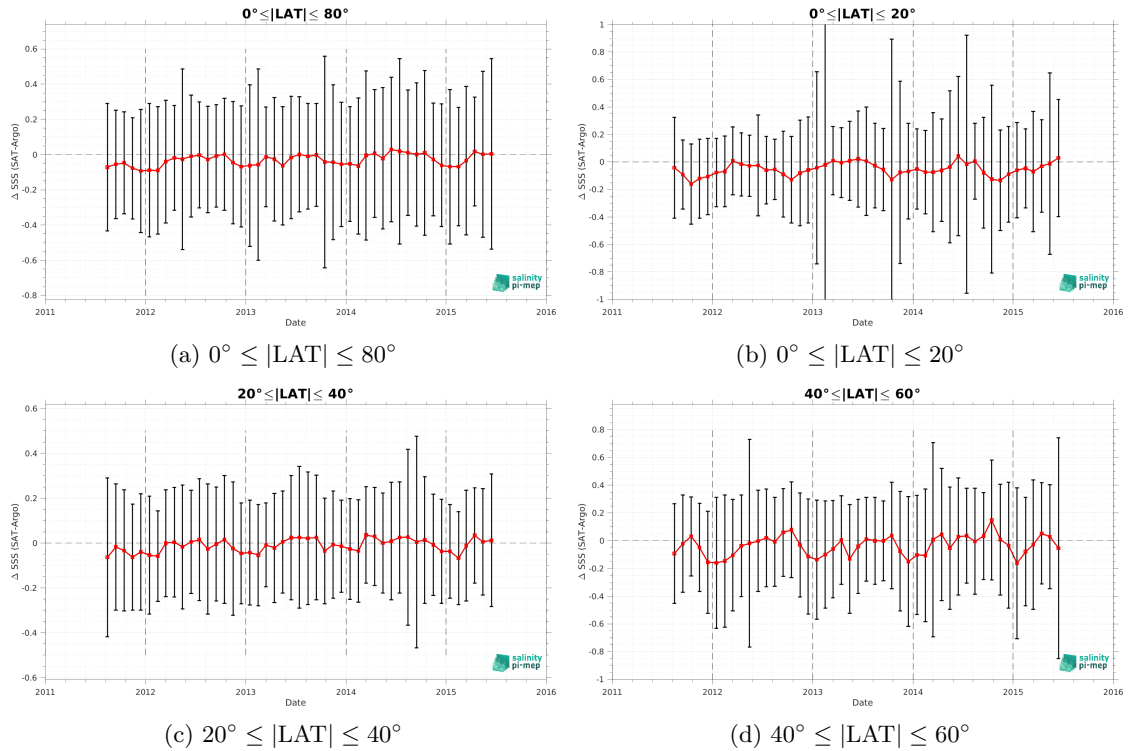 0°≤|LAT|≤ 80°
Δ SSS (SAT-Argo)
0.6
0.4
0.2
0
-0.2
-0.4
-0.6
-0.8
2011
2012
2013
2014
2015
2016
Date
salinity
pi-mep
(a) 0° ≤ |LAT| ≤ 80°
0°≤|LAT|≤ 20°
Δ SSS (SAT-Argo)
1
0.8
0.6
0.4
0.2
0
-0.2
-0.4
-0.6
-0.8
-1
2011
2012
2013
2014
2015
2016
Date
salinity
pi-mep
(b) 0° ≤ |LAT| ≤ 20°
20°≤|LAT|≤ 40°
Δ SSS (SAT-Argo)
0.6
0.4
0.2
0
-0.2
-0.4
-0.6
2011
2012
2013
2014
2015
2016
Date
salinity
pi-mep
(c) 20° ≤ |LAT| ≤ 40°
40°≤|LAT|≤ 60°
Δ SSS (SAT-Argo)
0.8
0.6
0.4
0.2
0
-0.2
-0.4
-0.6
-0.8
-1
2011
2012
2013
2014
2015
2016
Date
salinity
pi-mep
(d) 40° ≤ |LAT| ≤ 60°